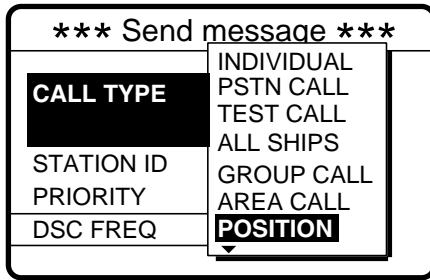 *** Send message ***
CALL TYPE
STATION ID
PRIORITY
DSC FREQ
INDIVIDUAL
PSTN CALL
TEST CALL
ALL SHIPS
GROUP CALL
AREA CALL
POSITION